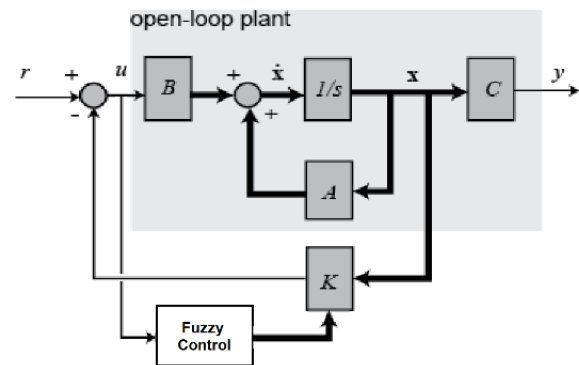 open-loop plant
r
+
-
u
B
+
+
ẋ
1/s
x
C
y
A
K
Fuzzy
Control